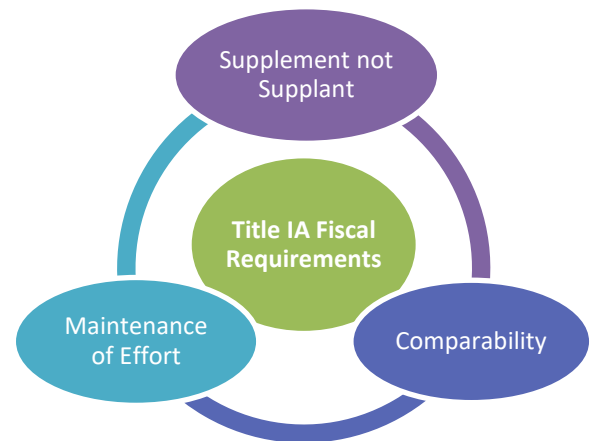 Supplement not
Supplant
Title IA Fiscal
Requirements
Maintenance
of Effort
Comparability